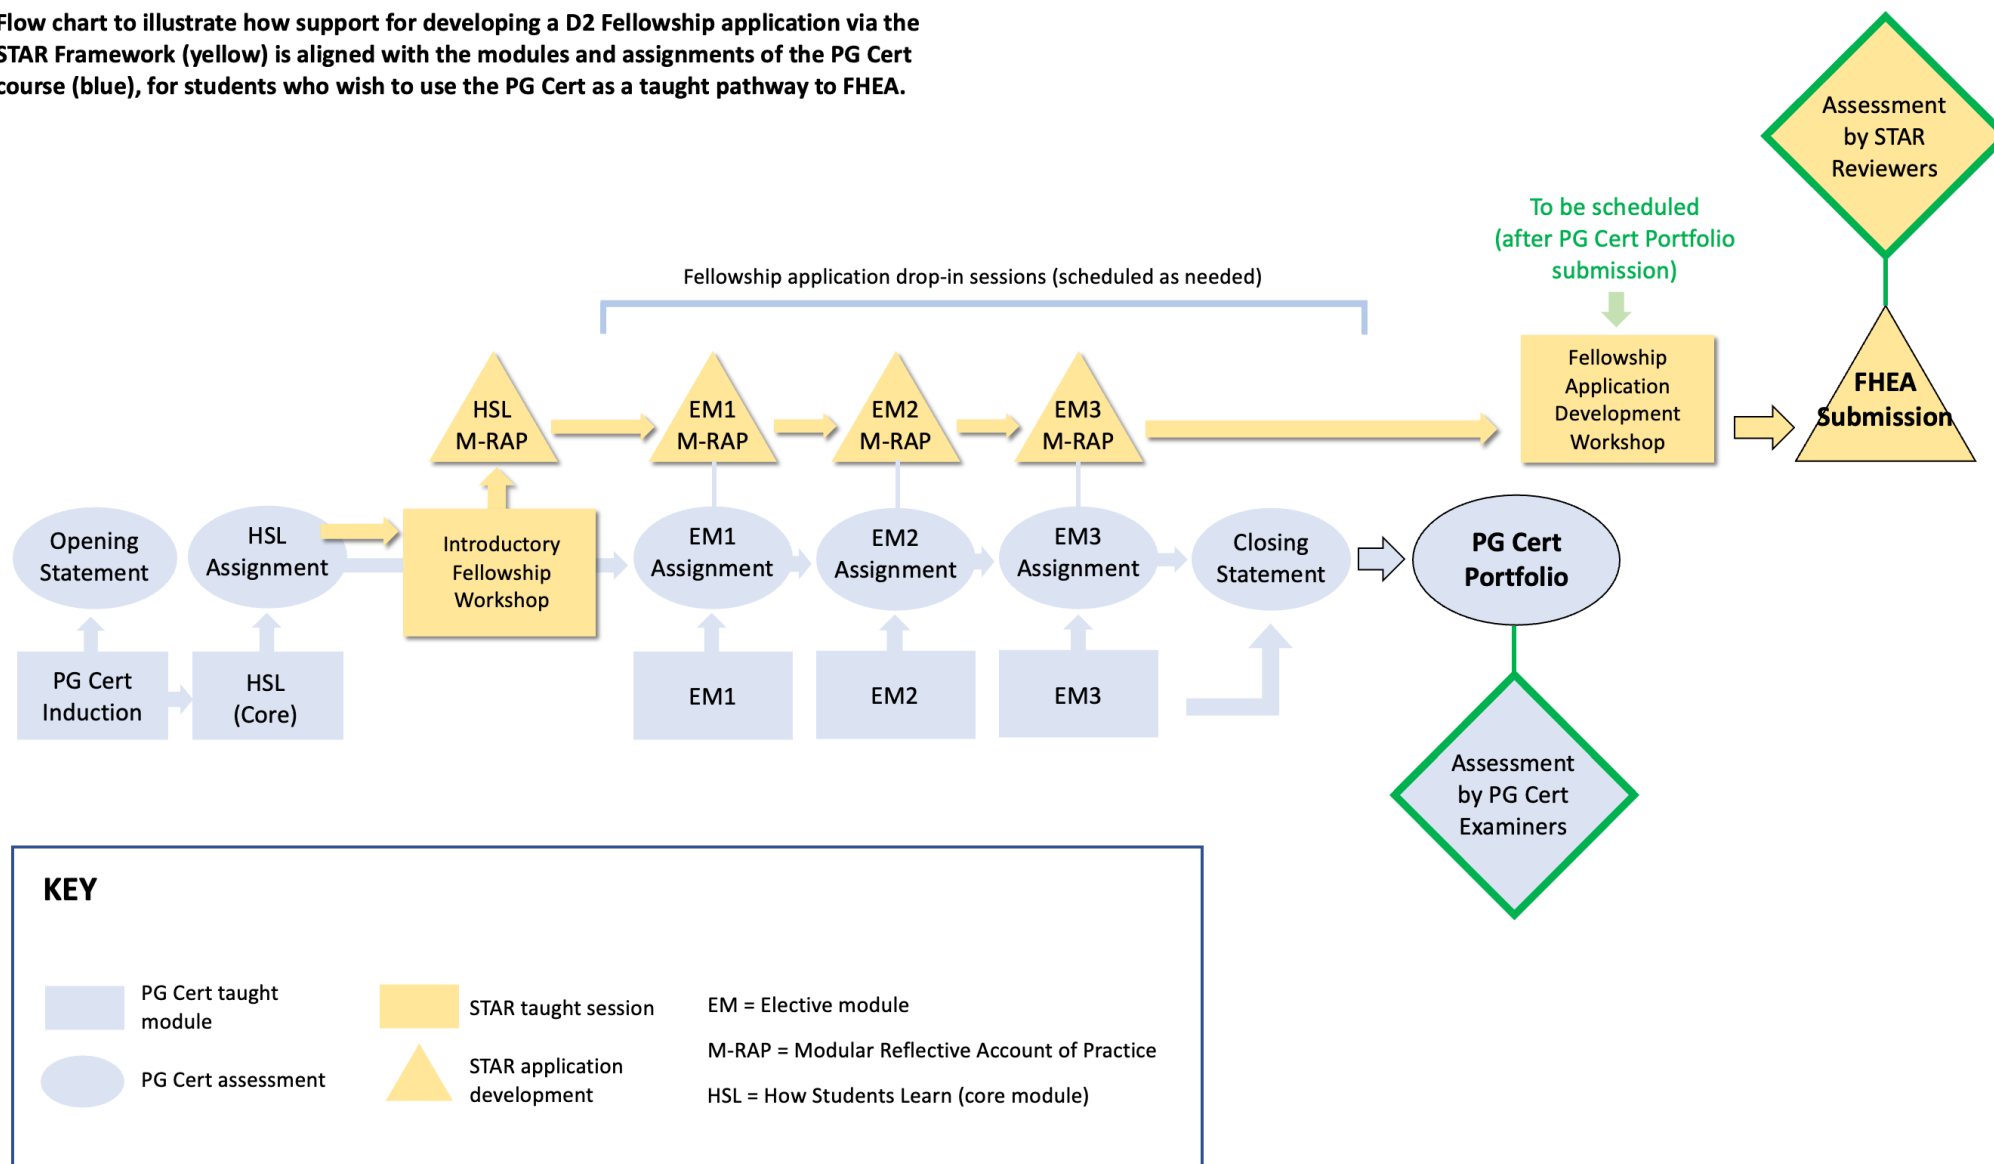 Flow chart to illustrate how support for developing a D2 Fellowship application via the
STAR Framework (yellow) is aligned with the modules and assignments of the PG Cert
course (blue), for students who wish to use the PG Cert as a taught pathway to FHEA.
Assessment
by STAR
Reviewers
To be scheduled
(after PG Cert Portfolio
submission)
Fellowship application drop-in sessions (scheduled as needed)
HSL
M-RAP
EM1
M-RAP
EM2
M-RAP
EM3
M-RAP
Fellowship
Application
Development
Workshop
FHEA
Submission
Opening
Statement
HSL
Assignment
Introductory
Fellowship
Workshop
EM1
Assignment
EM2
Assignment
EM3
Assignment
Closing
Statement
PG Cert
Portfolio
PG Cert
Induction
HSL
(Core)
EM1
EM2
EM3
Assessment
by PG Cert
Examiners
KEY
PG Cert taught
module
PG Cert assessment
STAR taught session
STAR application
development
EM = Elective module
M-RAP = Modular Reflective Account of Practice
HSL = How Students Learn (core module)